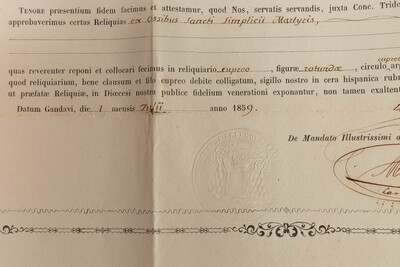 TENORE præsentium fidem facimus et attestamur, quod Nos, servatis servandis, juxta Conc. Tride
approbaverimus certas Reliquias ex Ossibus Sancti Simplicii Martyris,
cupreo
quas reverenter reponi et collocari fecimus in reliquiario cupreo, figuræ rotundæ, circulo ar
quod reliquiarium, bene clausum et filo cupreo debite colligatum, sigillo nostro in cera hispanica rubra
ut præfatæ Reliquiæ, in Diœcesi nostra publice fidelium venerationi exponantur, non tamen exalten
Datum Gandavi, die 1 mensis anno 1859.
De Mandato Illustrissimi a